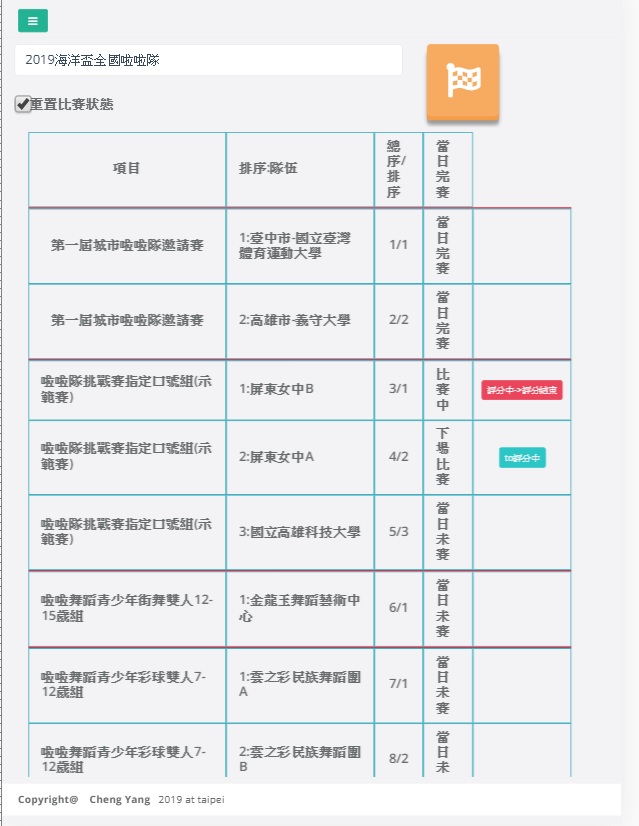 2019海洋盃全國啦啦隊
重置比賽狀態
項目
排序:隊伍
總
序/
排
序
當
日
完
賽
第一屆城市啦啦隊邀請賽
1:臺中市-國立臺灣
體育運動大學
1/1
當
日
完
賽
第一屆城市啦啦隊邀請賽
2:高雄市-義守大學
2/2
當
日
完
賽
啦啦隊挑戰賽指定口號組(示
範賽)
1:屏東女中B
3/1
比
賽
中
評分中->評分結束
啦啦隊挑戰賽指定口號組(示
範賽)
2:屏東女中A
4/2
下
場
比
賽
to評分中
啦啦隊挑戰賽指定口號組(示
範賽)
3:國立高雄科技大學
5/3
當
日
未
賽
啦啦舞蹈青少年街舞雙人12-
15歲組
1:金龍玉舞蹈藝術中
心
6/1
當
日
未
賽
啦啦舞蹈青少年彩球雙人7-
12歲組
1:雲之彩民族舞蹈團
A
7/1
當
日
未
賽
啦啦舞蹈青少年彩球雙人7-
12歲組
2:雲之彩民族舞蹈團
B
8/2
當
日
未
Copyright@ Cheng Yang 2019 at taipei